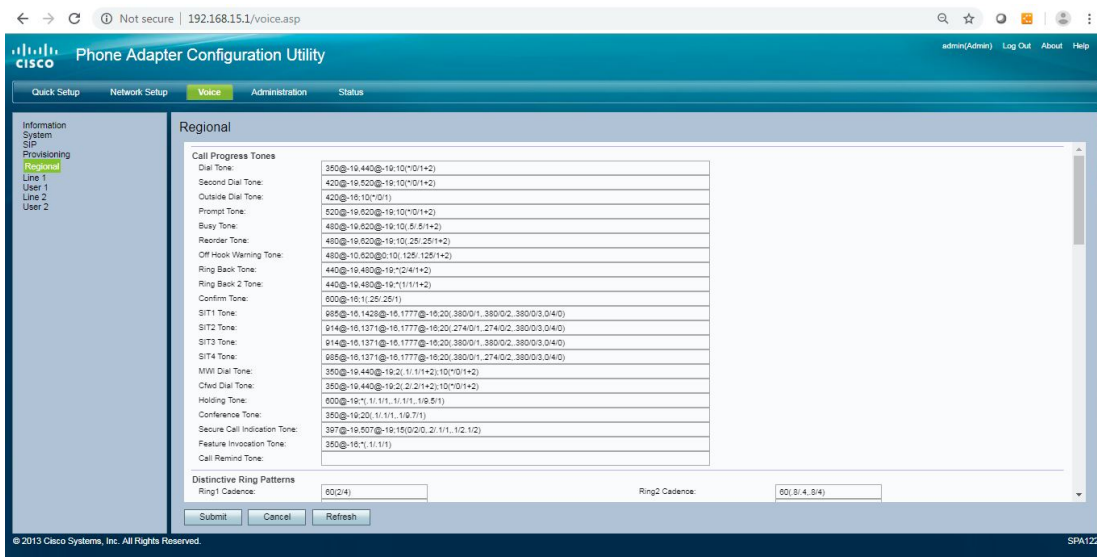 Not secure | 192.168.15.1/voice.asp
CISCO Phone Adapter Configuration Utility
admin(Admin) Log Out About Help
Quick Setup Network Setup Voice Administration Status
Information
System
SIP
Provisioning
Regional
Line 1
User 1
Line 2
User 2
Regional
Call Progress Tones
Dial Tone: 350@-19,440@-19;10(*/0/1+2)
Second Dial Tone: 420@-19,520@-19;10(*/0/1+2)
Outside Dial Tone: 420@-16;10(*/0/1)
Prompt Tone: 520@-19,620@-19;10(*/0/1+2)
Busy Tone: 480@-19,620@-19;10(.5/.5/1+2)
Reorder Tone: 480@-19,620@-19;10(.25/.25/1+2)
Off Hook Warning Tone: 480@-10,620@0;10(.125/.125/1+2)
Ring Back Tone: 440@-19,480@-19;*(2/4/1+2)
Ring Back 2 Tone: 440@-19,480@-19;*(1/1/1+2)
Confirm Tone: 600@-16;1(.25/.25/1)
SIT1 Tone: 985@-16,1428@-16,1777@-16;20(.380/0/1,.380/0/2,.380/0/3,0/4/0)
SIT2 Tone: 914@-16,1371@-16,1777@-16;20(.274/0/1,.274/0/2,.380/0/3,0/4/0)
SIT3 Tone: 914@-16,1371@-16,1777@-16;20(.380/0/1,.380/0/2,.380/0/3,0/4/0)
SIT4 Tone: 985@-16,1371@-16,1777@-16;20(.380/0/1,.274/0/2,.380/0/3,0/4/0)
MWI Dial Tone: 350@-19,440@-19;2(.1/.1/1+2);10(*/0/1+2)
Cfwd Dial Tone: 350@-19,440@-19;2(.2/.2/1+2);10(*/0/1+2)
Holding Tone: 600@-19;*(.1/.1/1,.1/.1/1,.1/9.5/1)
Conference Tone: 350@-19;20(.1/.1/1,.1/9.7/1)
Secure Call Indication Tone: 397@-19,507@-19;15(0/2/0,.2/.1/1,.1/2.1/2)
Feature Invocation Tone: 350@-16;*(.1/.1/1)
Call Remind Tone:
Distinctive Ring Patterns
Ring1 Cadence: 60(2/4) Ring2 Cadence: 60(.8/.4,.8/4)
Submit Cancel Refresh
© 2013 Cisco Systems, Inc. All Rights Reserved. SPA122